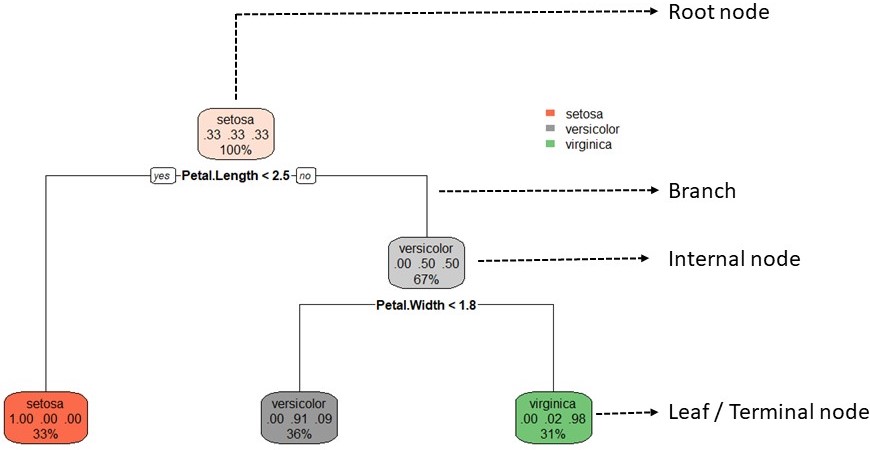 Root node
setosa
.33 .33 .33
100%
setosa
versicolor
virginica
yes Petal.Length < 2.5 no
Branch
versicolor
.00 .50 .50
67%
Internal node
Petal.Width < 1.8
setosa
1.00 .00 .00
33%
versicolor
.00 .91 .09
36%
virginica
.00 .02 .98
31%
Leaf / Terminal node